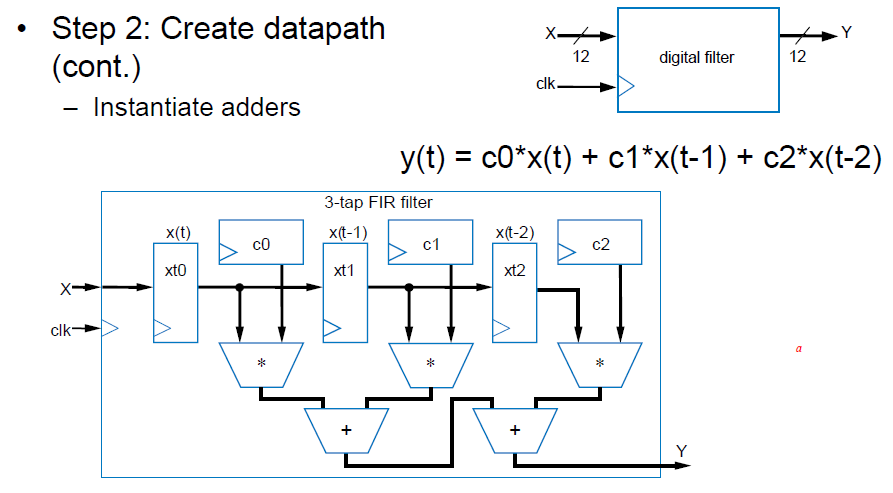 • Step 2: Create datapath
(cont.)
– Instantiate adders
X
12
clk
digital filter
Y
12
y(t) = c0*x(t) + c1*x(t-1) + c2*x(t-2)
3-tap FIR filter
x(t)
c0
x(t-1)
c1
x(t-2)
c2
xt0
xt1
xt2
X
clk
a
*
*
*
+
+
Y